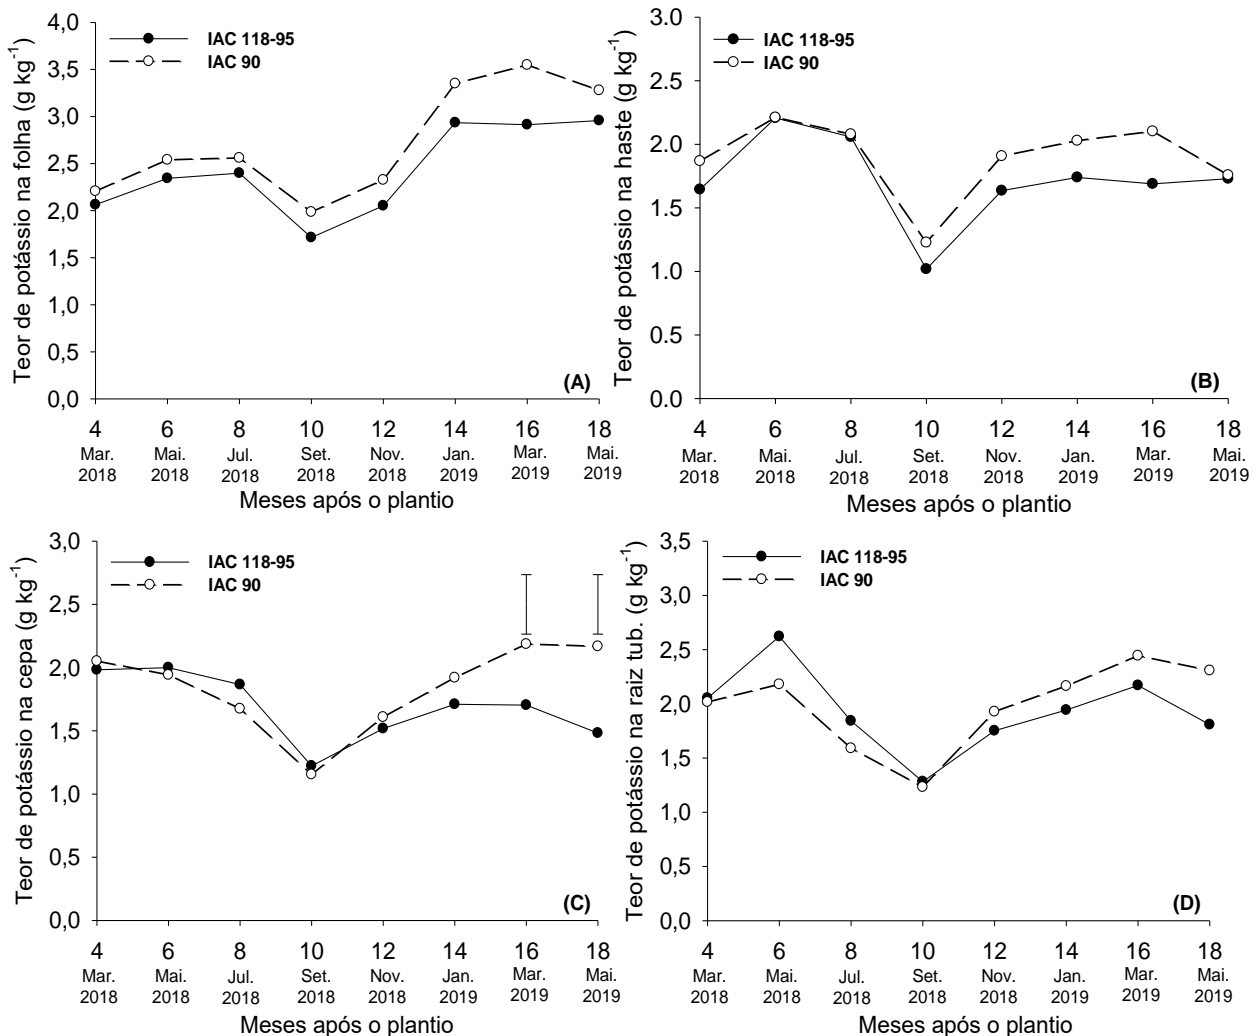 Teor de potássio na folha (g kg-1)
4,0
3,5
3,0
2,5
2,0
1,5
1,0
0,5
0,0
IAC 118-95
IAC 90
(A)
4 6 8 10 12 14 16 18
Mar. Mai. Jul. Set. Nov. Jan. Mar. Mai.
2018 2018 2018 2018 2018 2019 2019 2019
Meses após o plantio
Teor de potássio na haste (g kg-1)
3.0
2.5
2.0
1.5
1.0
0.5
0.0
IAC 118-95
IAC 90
(B)
4 6 8 10 12 14 16 18
Mar. Mai. Jul. Set. Nov. Jan. Mar. Mai.
2018 2018 2018 2018 2018 2019 2019 2019
Meses após o plantio
Teor de potássio na cepa (g kg-1)
3,0
2,5
2,0
1,5
1,0
0,5
0,0
IAC 118-95
IAC 90
(C)
4 6 8 10 12 14 16 18
Mar. Mai. Jul. Set. Nov. Jan. Mar. Mai.
2018 2018 2018 2018 2018 2019 2019 2019
Meses após o plantio
Teor de potássio na raiz tub. (g kg-1)
3,5
3,0
2,5
2,0
1,5
1,0
0,5
0,0
IAC 118-95
IAC 90
(D)
4 6 8 10 12 14 16 18
Mar. Mai. Jul. Set. Nov. Jan. Mar. Mai.
2018 2018 2018 2018 2018 2019 2019 2019
Meses após o plantio